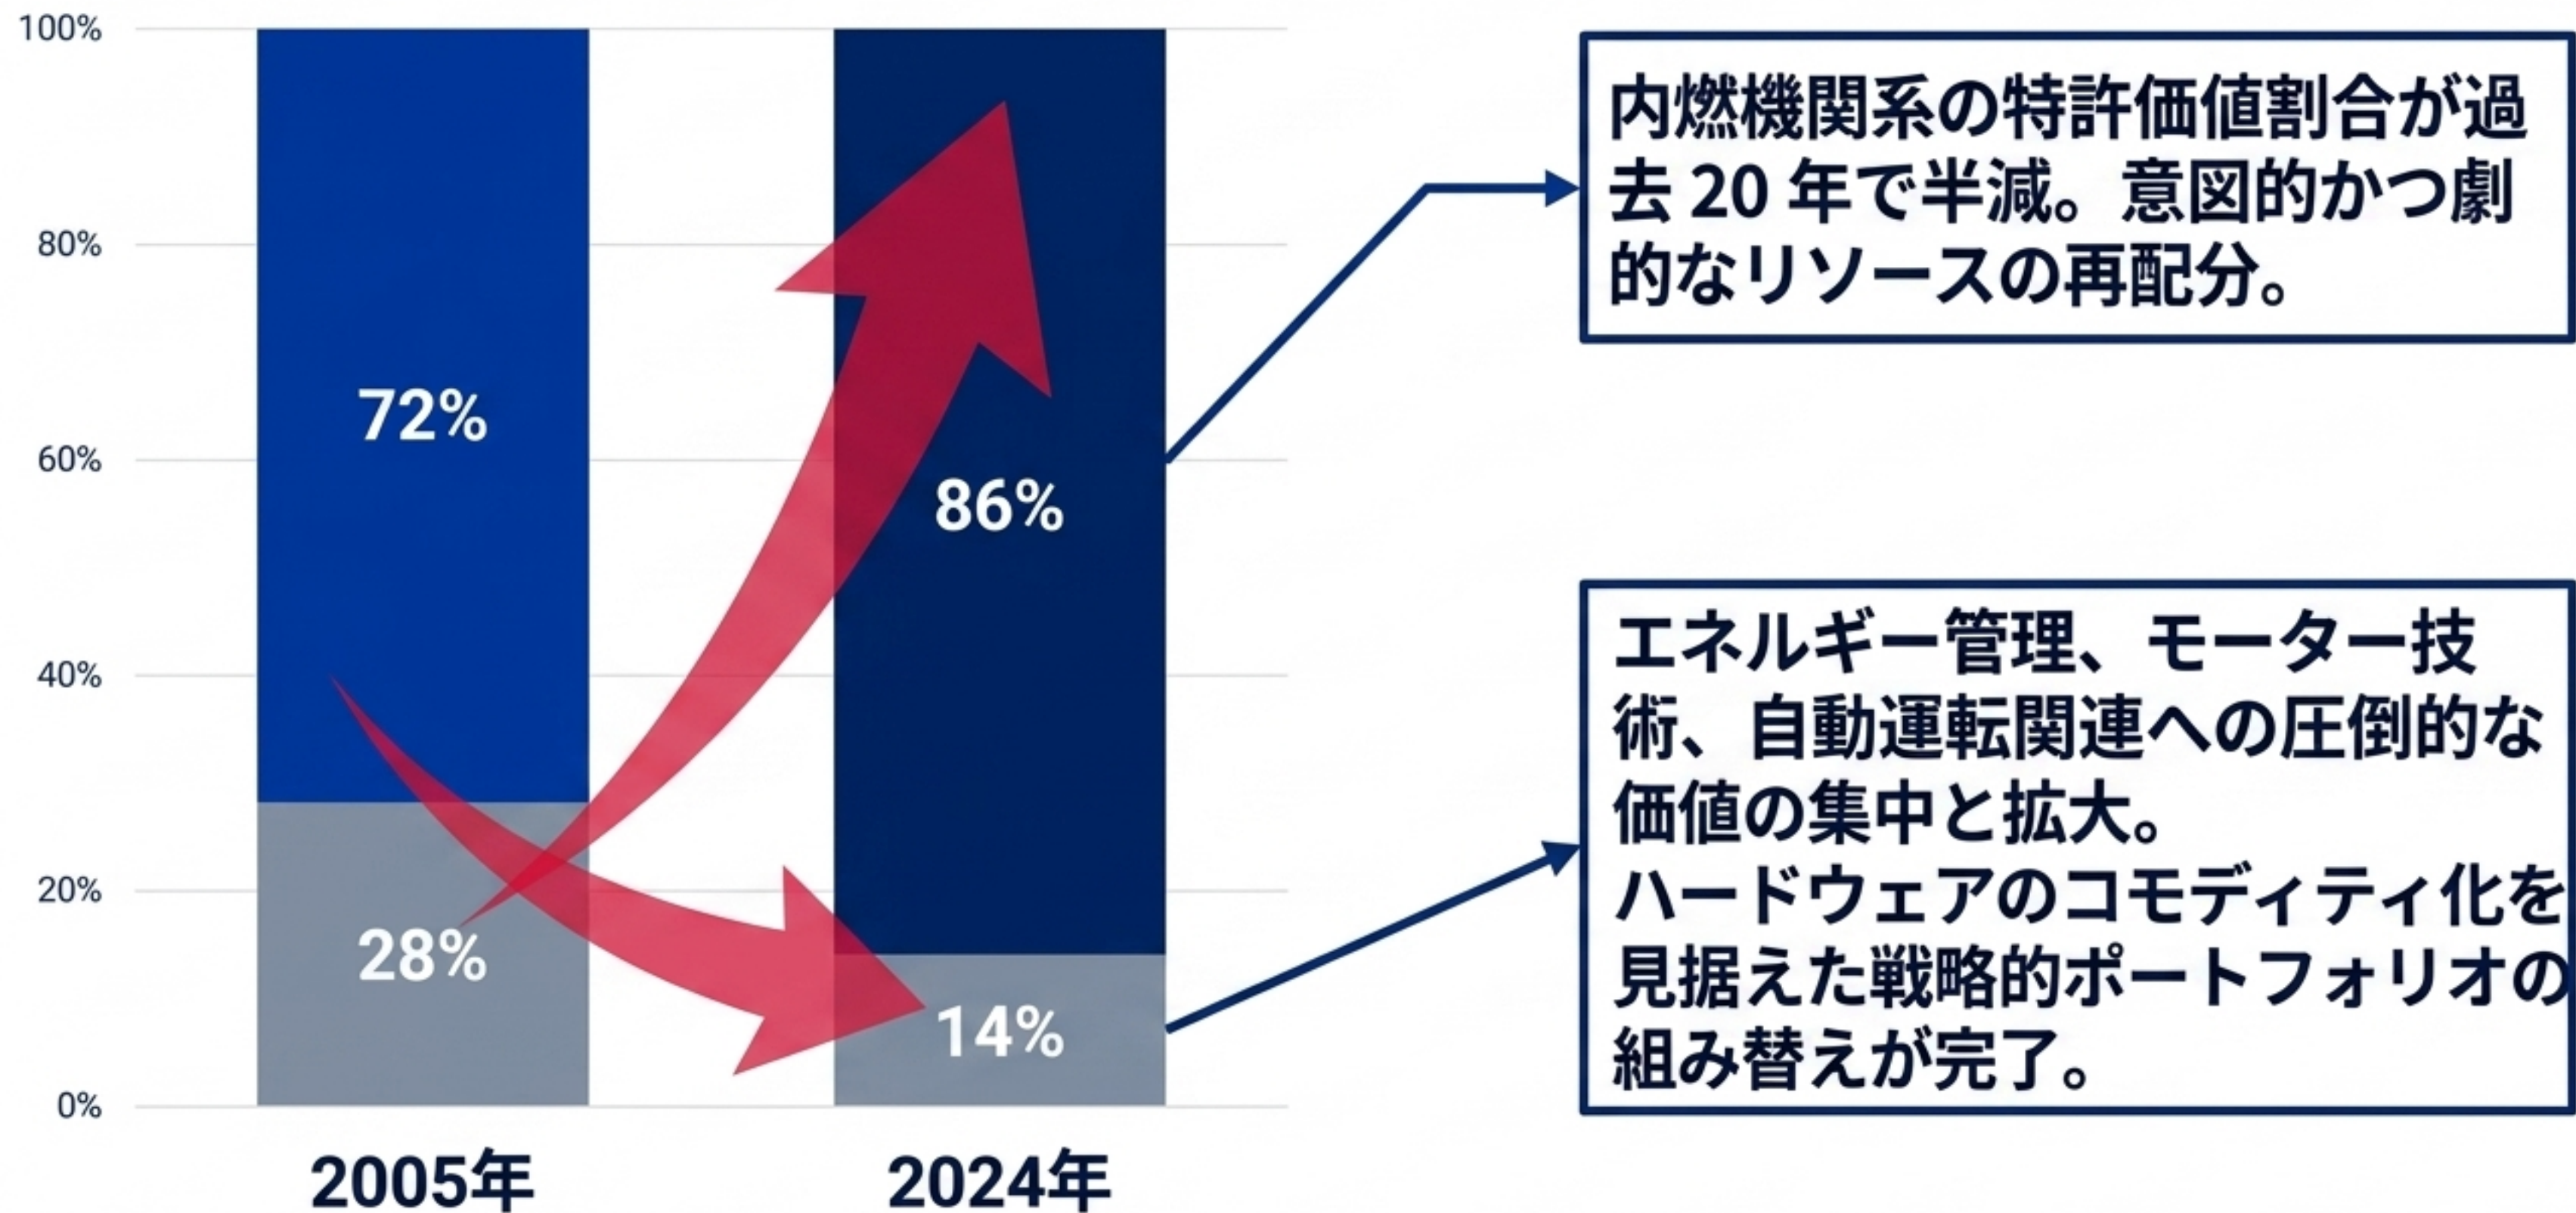 100%
80%
60%
40%
20%
0%
72%
28%
86%
14%
2005年
2024年
内燃機関系の特許価値割合が過
去 20 年で半減。意図的かつ劇
的なリソースの再配分。
エネルギー管理、モーター技
術、自動運転関連への圧倒的な
価値の集中と拡大。
ハードウェアのコモディティ化を
見据えた戦略的ポートフォリオの
組み替えが完了。